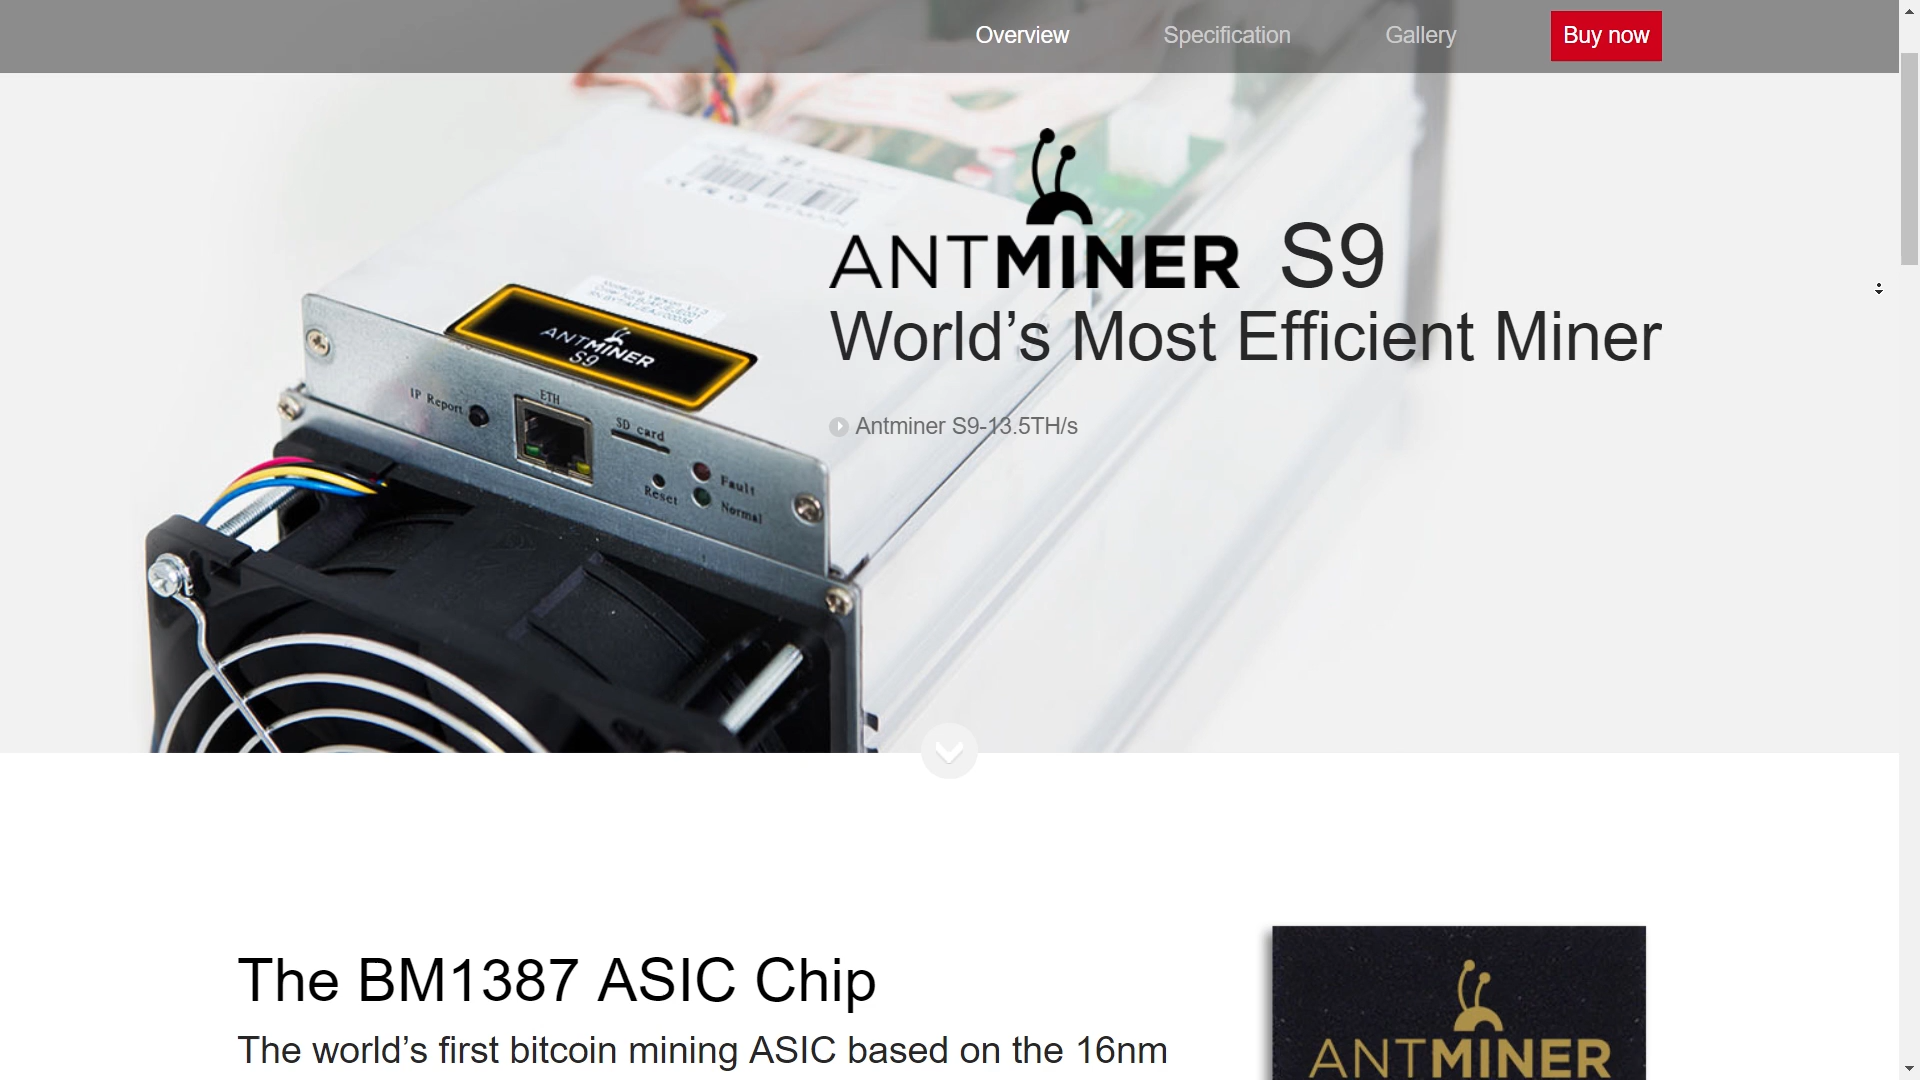 Overview
Specification
Gallery
Buy now
ANTMINER S9
World’s Most Efficient Miner
Antminer S9-13.5TH/s
ANTMINER
S9
IP Report
ETH
SD card
Reset
Fault
Normal
The BM1387 ASIC Chip
The world’s first bitcoin mining ASIC based on the 16nm
ANTMINER